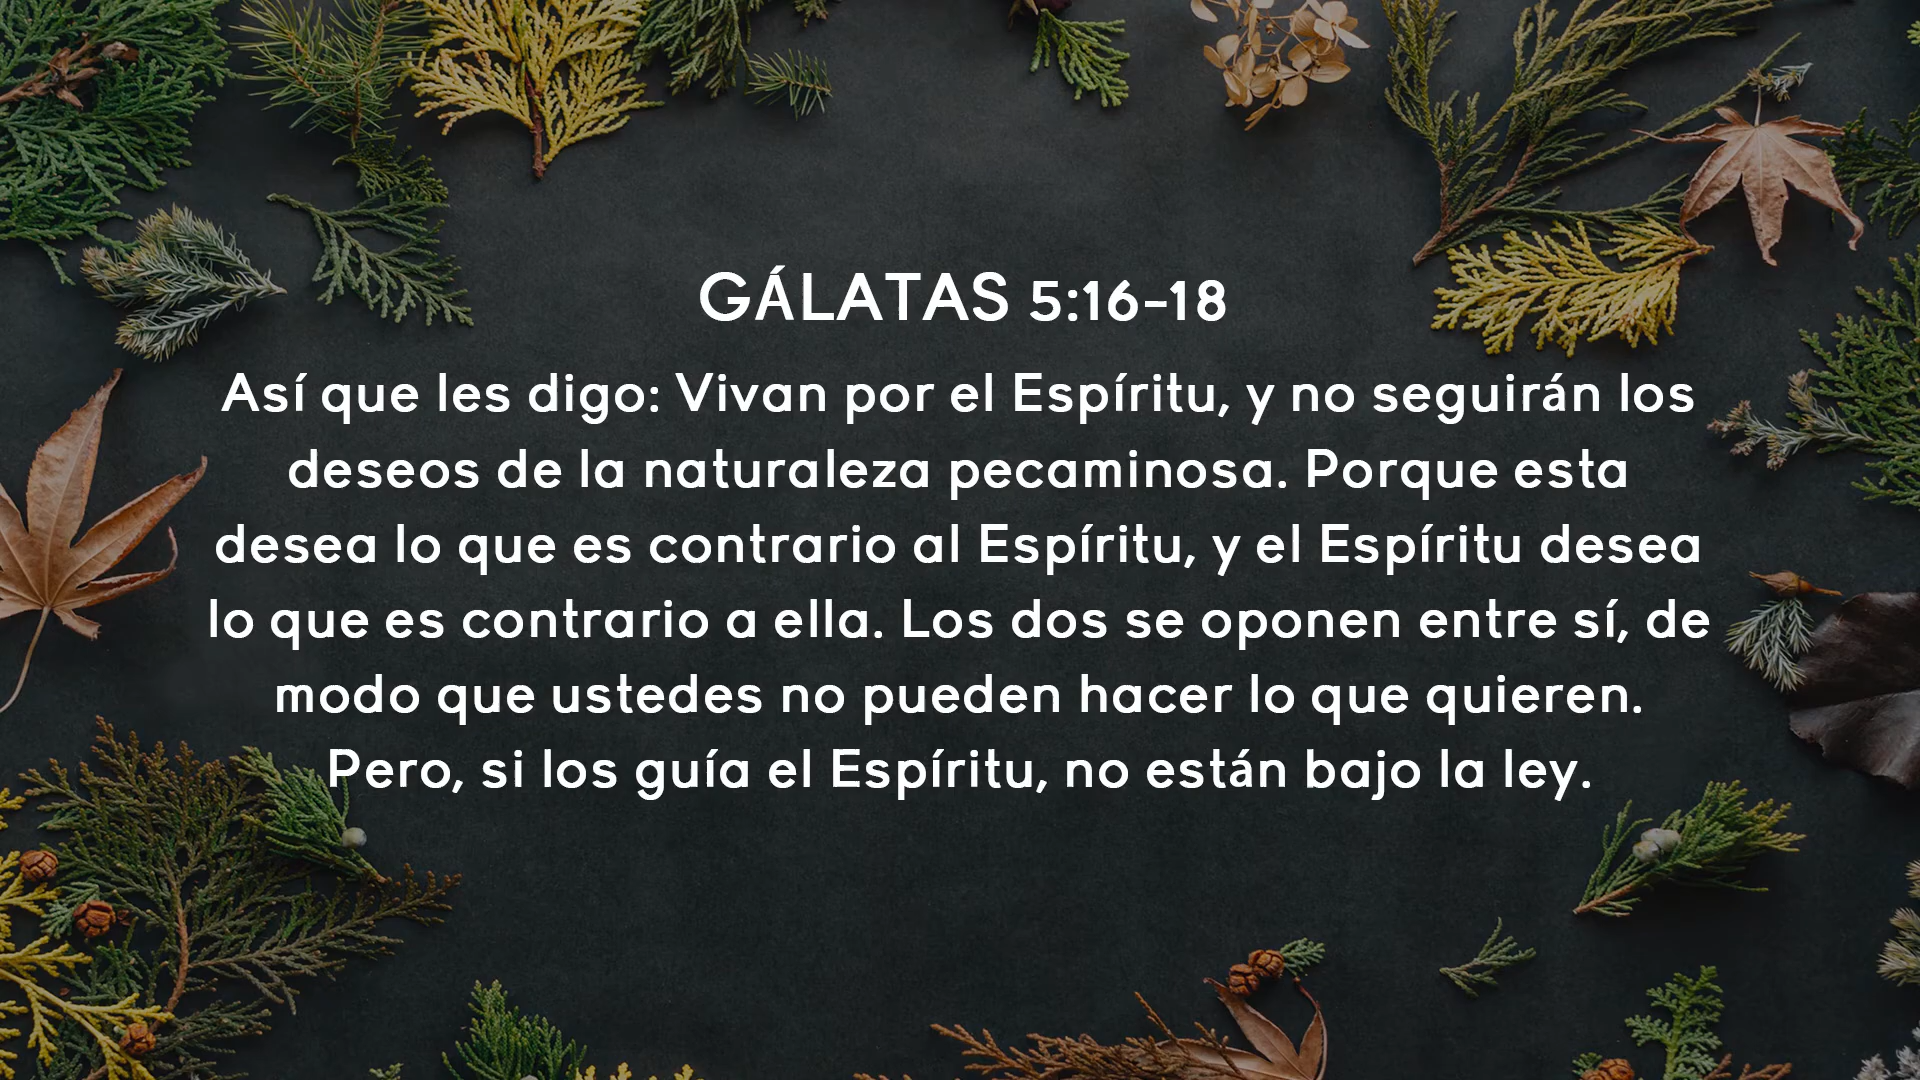 GÁLATAS 5:16-18
Así que les digo: Vivan por el Espíritu, y no seguirán los
deseos de la naturaleza pecaminosa. Porque esta
desea lo que es contrario al Espíritu, y el Espíritu desea
lo que es contrario a ella. Los dos se oponen entre sí, de
modo que ustedes no pueden hacer lo que quieren.
Pero, si los guía el Espíritu, no están bajo la ley.